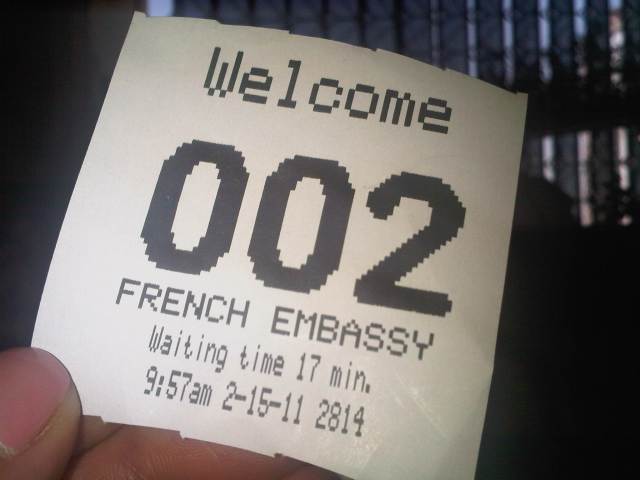 Welcome
002
FRENCH EMBASSY
Waiting time 17 min.
9:57am 2-15-11 2814